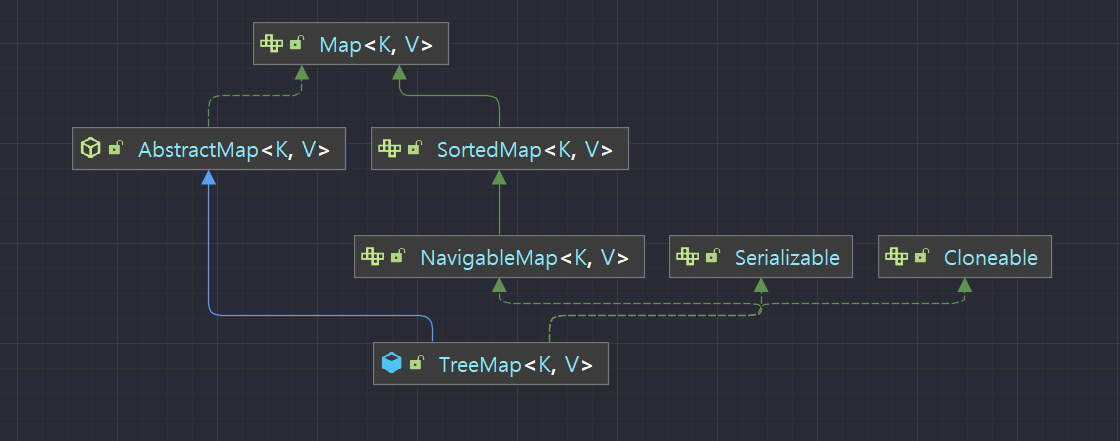 Map<K, V>
AbstractMap<K, V>
SortedMap<K, V>
NavigableMap<K, V>
Serializable
Cloneable
TreeMap<K, V>